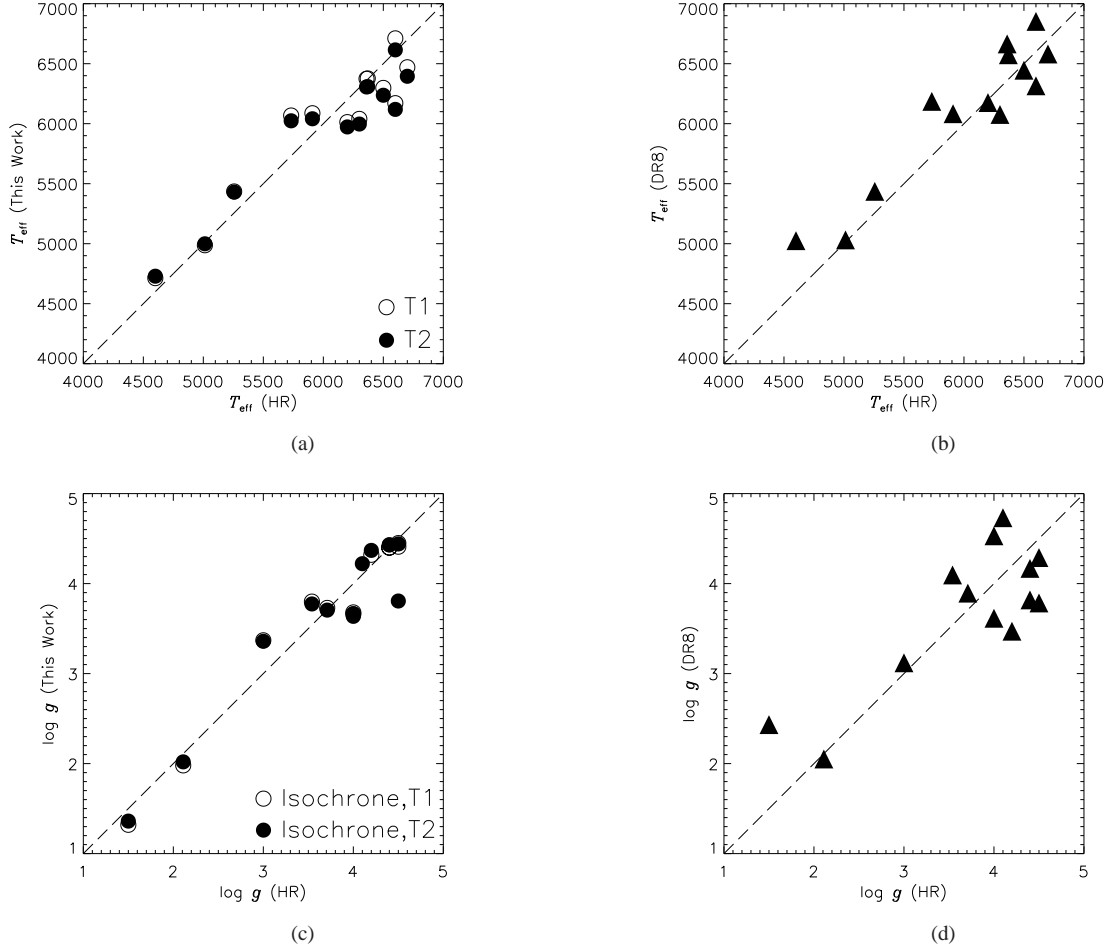 7000
6500
6000
5500
5000
4500
4000
T_eff (This Work)
T1
T2
4000 4500 5000 5500 6000 6500 7000
T_eff (HR)
(a)
7000
6500
6000
5500
5000
4500
4000
T_eff (DR8)
4000 4500 5000 5500 6000 6500 7000
T_eff (HR)
(b)
5
4
3
2
1
log g (This Work)
Isochrone,T1
Isochrone,T2
1 2 3 4 5
log g (HR)
(c)
5
4
3
2
1
log g (DR8)
1 2 3 4 5
log g (HR)
(d)